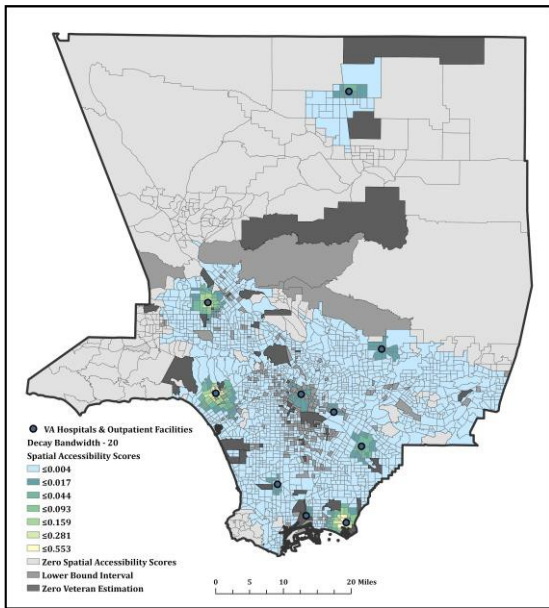 VA Hospitals & Outpatient Facilities
Decay Bandwidth - 20
Spatial Accessibility Scores
≤0.004
≤0.017
≤0.044
≤0.093
≤0.159
≤0.281
≤0.553
Zero Spatial Accessibility Scores
Lower Bound Interval
Zero Veteran Estimation
0 5 10 20 Miles